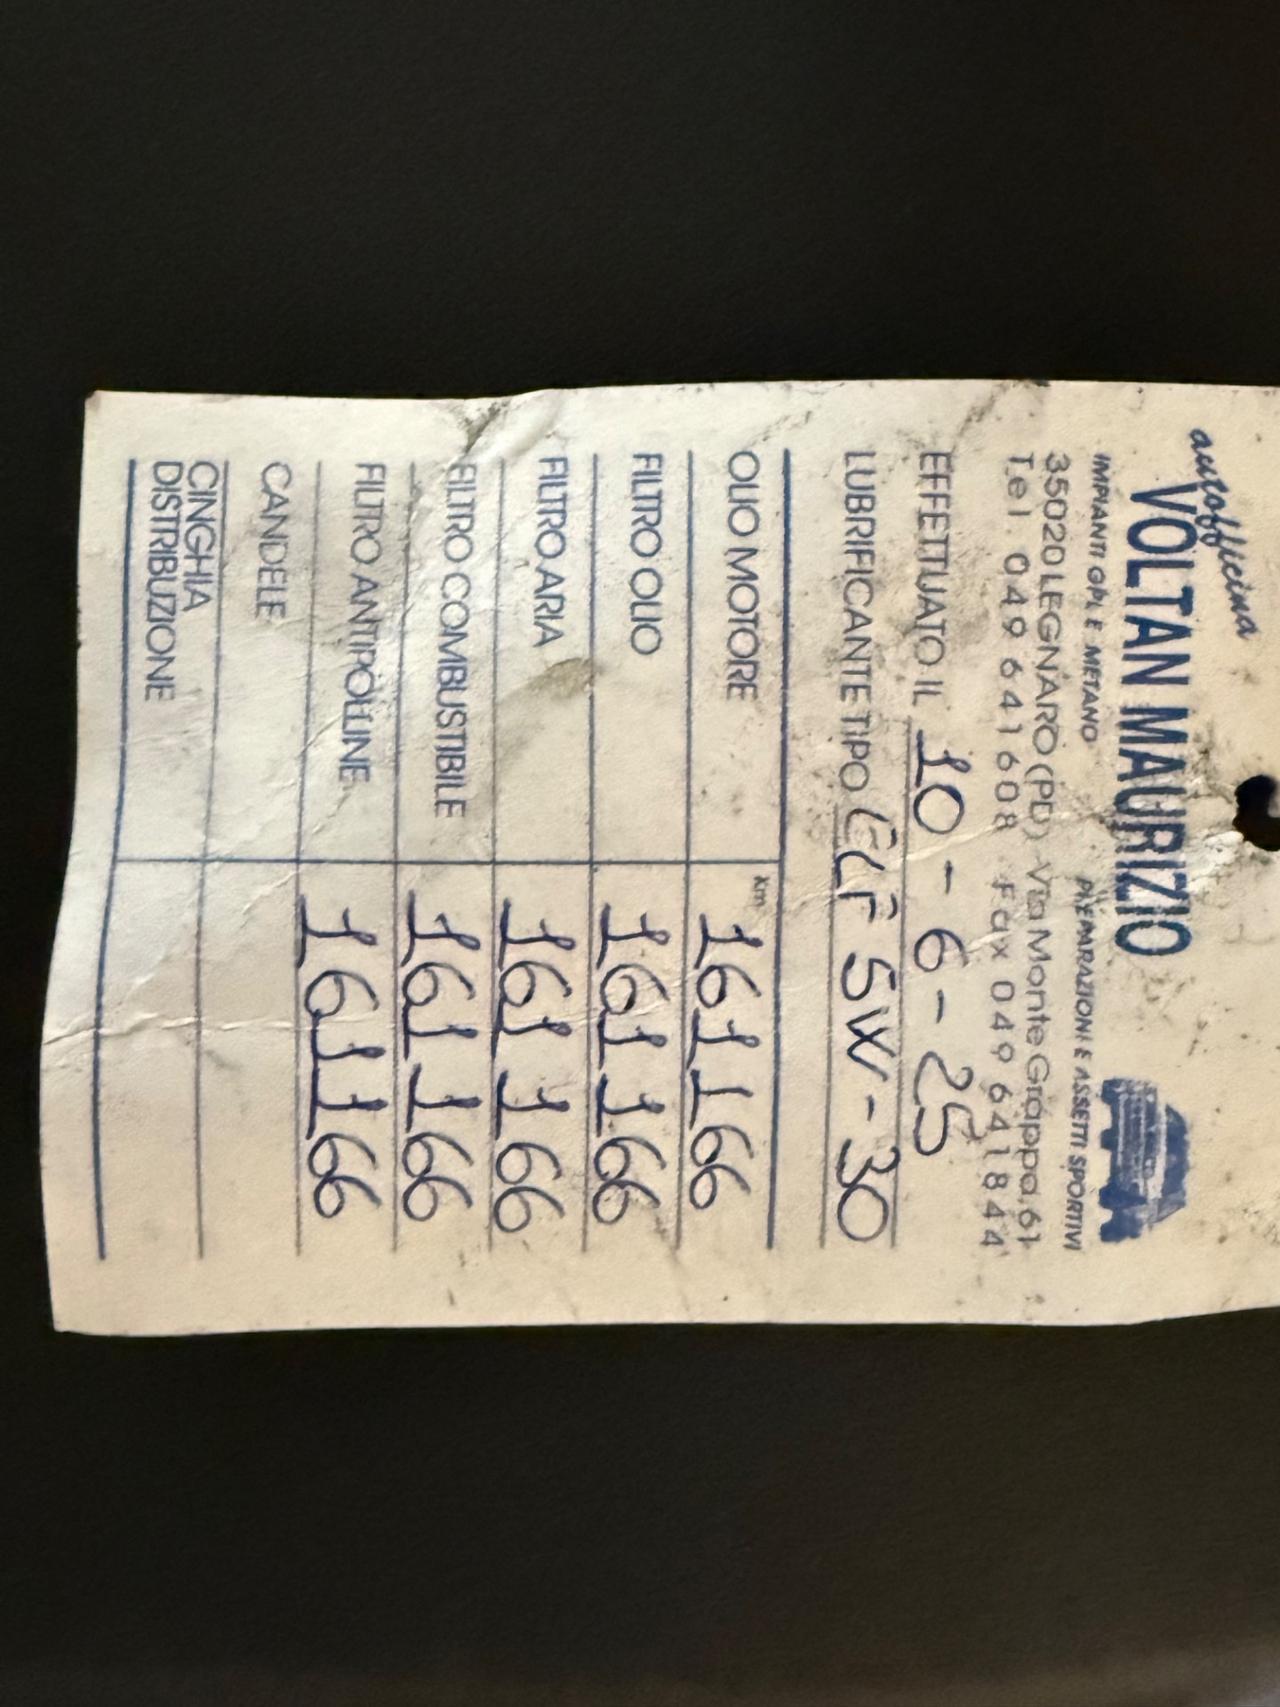 autofficina
VOLTAN MAURIZIO
IMPIANTI GPL E METANO PREPARAZIONI E ASSETTI SPORTIVI
35020 LEGNARO (PD) Via Monte Grappa, 61
Tel. 049 641608 Fax 049 641844
EFFETTUATO IL 10-6-25
LUBRIFICANTE TIPO ELF 5W-30
Km
OLIO MOTORE 161166
FILTRO OLIO 161166
FILTRO ARIA 161166
FILTRO COMBUSTIBILE 161166
FILTRO ANTIPOLLINE 161166
CANDELE
CINGHIA
DISTRIBUZIONE